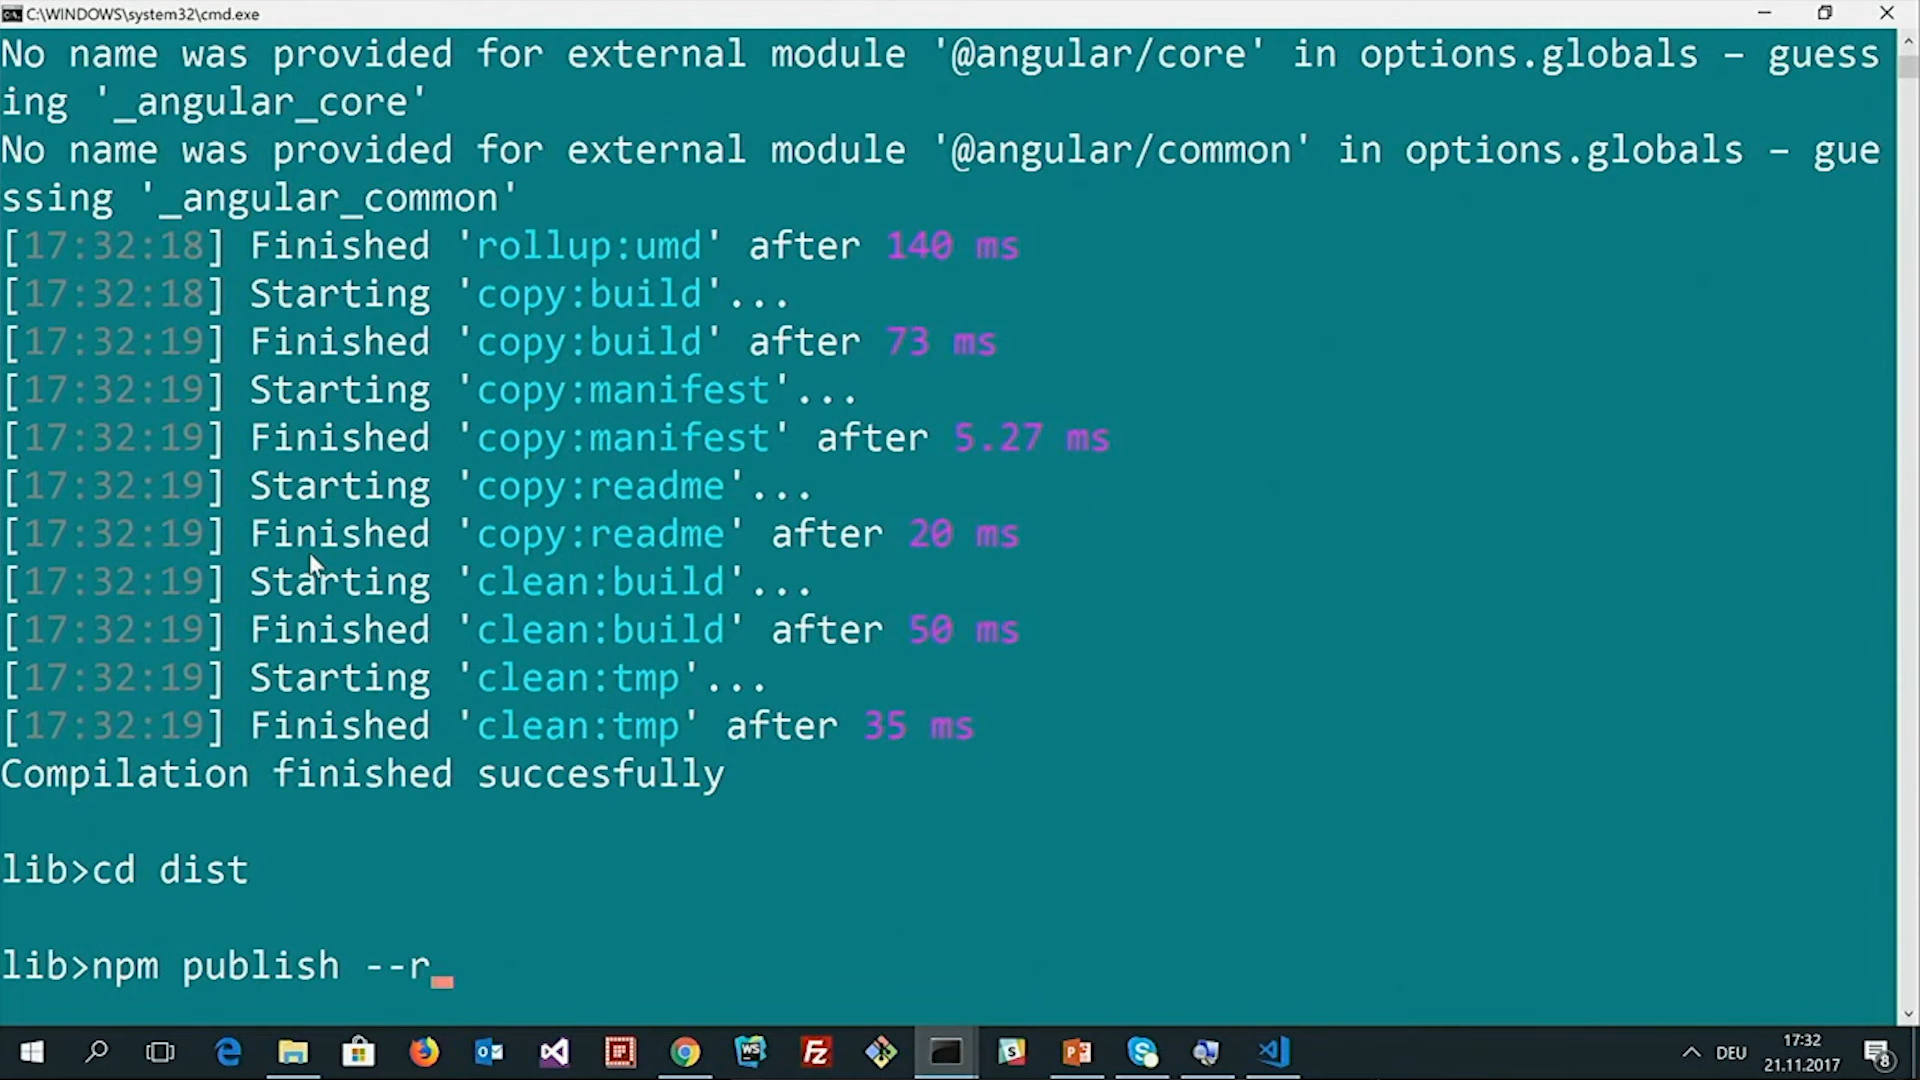 C:\WINDOWS\system32\cmd.exe
No name was provided for external module '@angular/core' in options.globals – guess
ing '_angular_core'
No name was provided for external module '@angular/common' in options.globals – gue
ssing '_angular_common'
[17:32:18] Finished 'rollup:umd' after 140 ms
[17:32:18] Starting 'copy:build'...
[17:32:19] Finished 'copy:build' after 73 ms
[17:32:19] Starting 'copy:manifest'...
[17:32:19] Finished 'copy:manifest' after 5.27 ms
[17:32:19] Starting 'copy:readme'...
[17:32:19] Finished 'copy:readme' after 20 ms
[17:32:19] Starting 'clean:build'...
[17:32:19] Finished 'clean:build' after 50 ms
[17:32:19] Starting 'clean:tmp'...
[17:32:19] Finished 'clean:tmp' after 35 ms
Compilation finished succesfully
lib>cd dist
lib>npm publish --r
DEU
17:32
21.11.2017
8